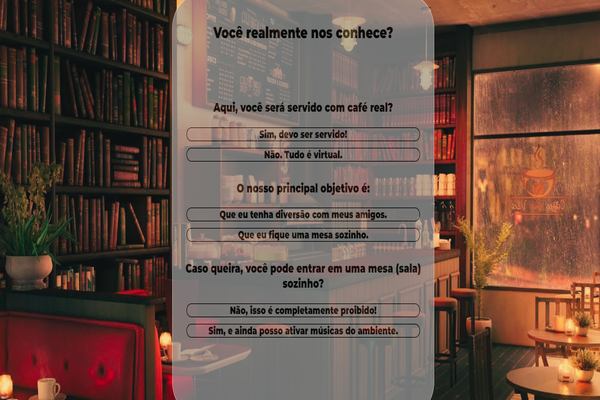 Você realmente nos conhece?
Aqui, você será servido com café real?
Sim, devo ser servido!
Não. Tudo é virtual.
O nosso principal objetivo é:
Que eu tenha diversão com meus amigos.
Que eu fique uma mesa sozinho.
Caso queira, você pode entrar em uma mesa (sala)
sozinho?
Não, isso é completamente proibido!
Sim, e ainda posso ativar músicas do ambiente.